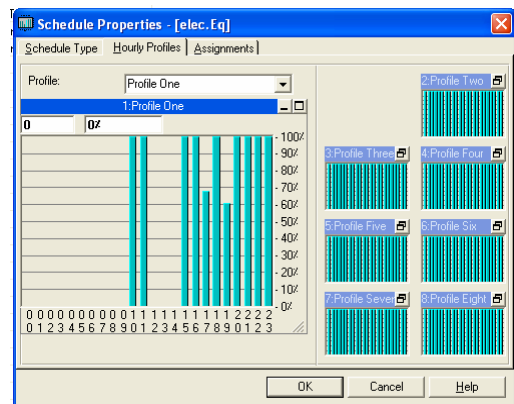 Schedule Properties - [elec.Eq]
Schedule Type Hourly Profiles Assignments
Profile: Profile One
1:Profile One
0 0%
100%
90%
80%
70%
60%
50%
40%
30%
20%
10%
0%
0 0 0 0 0 0 0 0 0 0 1 1 1 1 1 1 1 1 1 1 2 2 2 2
0 1 2 3 4 5 6 7 8 9 0 1 2 3 4 5 6 7 8 9 0 1 2 3
2:Profile Two
3:Profile Three
4:Profile Four
5:Profile Five
6:Profile Six
7:Profile Seven
8:Profile Eight
OK Cancel Help